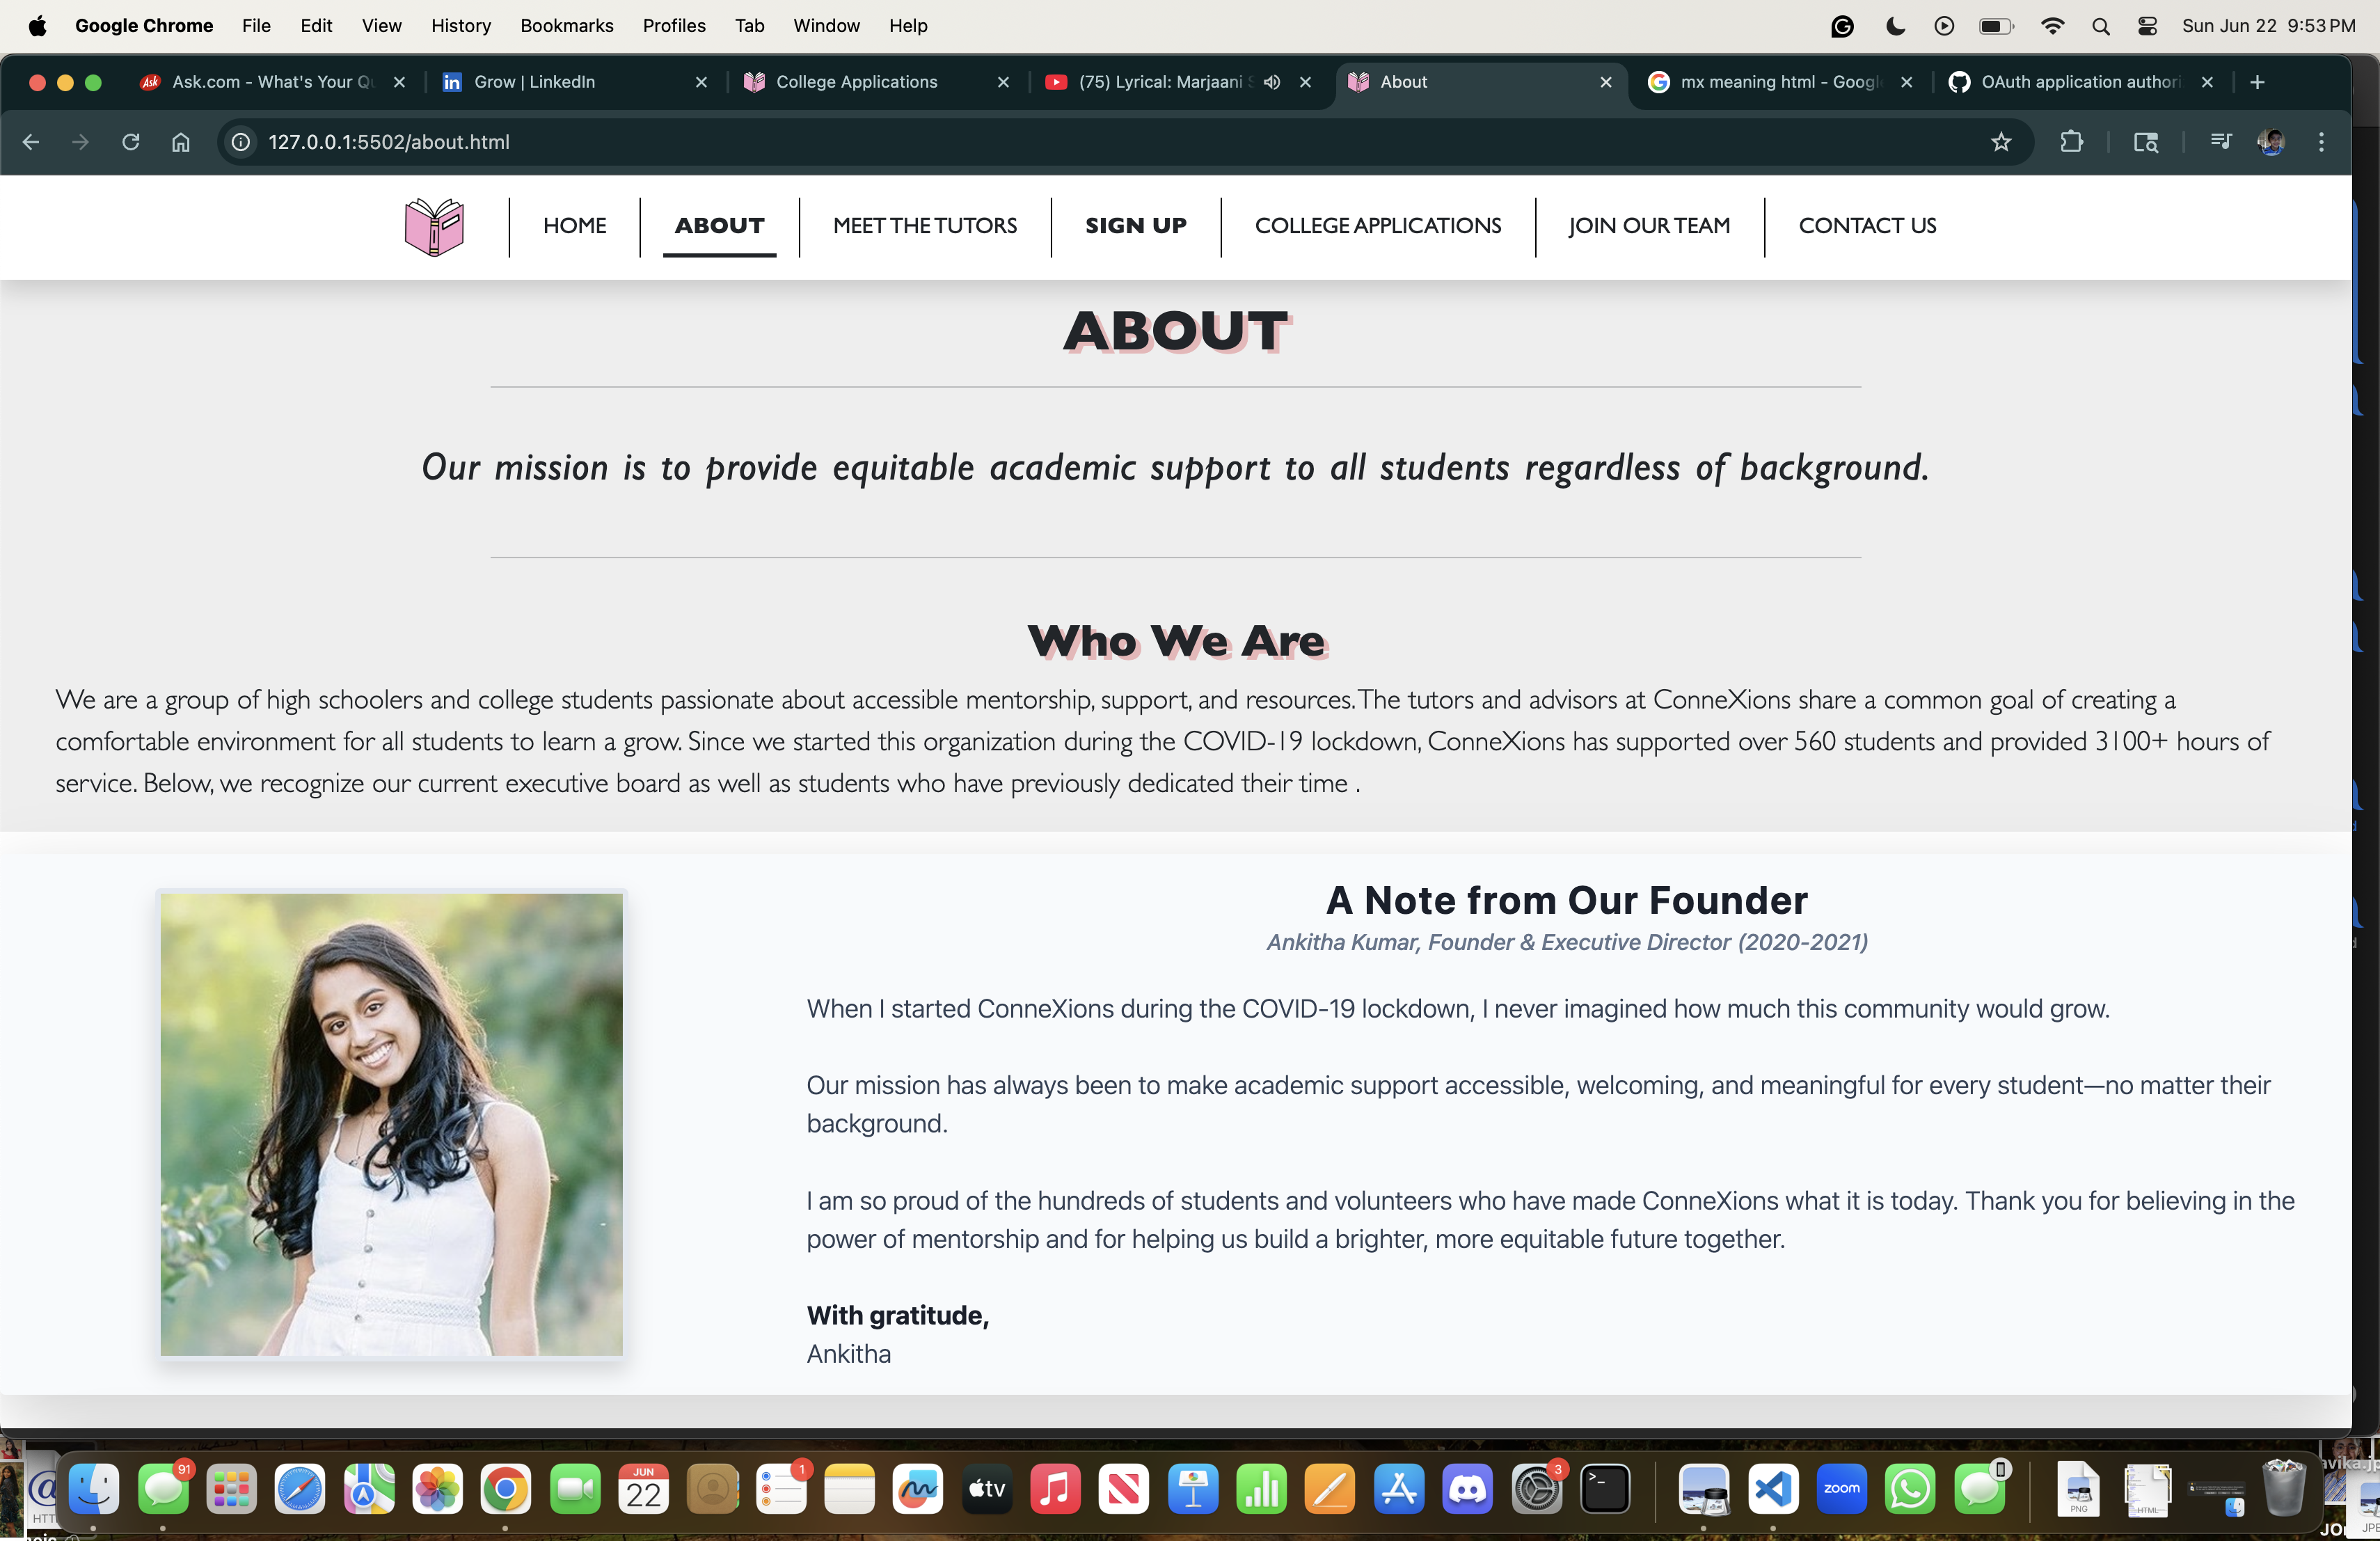 Google Chrome File Edit View History Bookmarks Profiles Tab Window Help Sun Jun 22 9:53 PM
Ask.com - What's Your Qu Grow | LinkedIn College Applications (75) Lyrical: Marjaani S About mx meaning html - Google OAuth application authori
127.0.0.1:5502/about.html
HOME ABOUT MEET THE TUTORS SIGN UP COLLEGE APPLICATIONS JOIN OUR TEAM CONTACT US
ABOUT
Our mission is to provide equitable academic support to all students regardless of background.
Who We Are
We are a group of high schoolers and college students passionate about accessible mentorship, support, and resources. The tutors and advisors at ConneXions share a common goal of creating a
comfortable environment for all students to learn a grow. Since we started this organization during the COVID-19 lockdown, ConneXions has supported over 560 students and provided 3100+ hours of
service. Below, we recognize our current executive board as well as students who have previously dedicated their time .
A Note from Our Founder
Ankitha Kumar, Founder & Executive Director (2020-2021)
When I started ConneXions during the COVID-19 lockdown, I never imagined how much this community would grow.
Our mission has always been to make academic support accessible, welcoming, and meaningful for every student—no matter their
background.
I am so proud of the hundreds of students and volunteers who have made ConneXions what it is today. Thank you for believing in the
power of mentorship and for helping us build a brighter, more equitable future together.
With gratitude,
Ankitha
91 JUN 22 1 tv 3 zoom PNG HTML